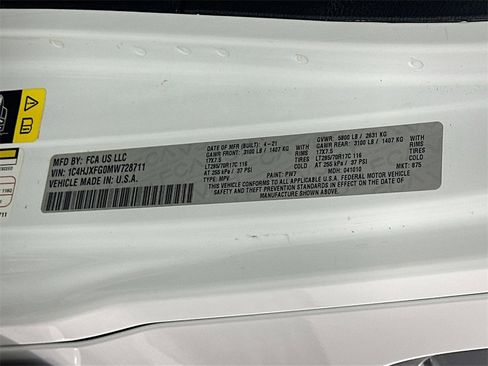 MFD BY: FCA US LLC
VIN: 1C4HJXFG0MW728711
VEHICLE MADE IN U.S.A.
DATE OF MFR (BUILT): 4-21
GAWR FRONT: 3100 LB / 1407 KG
17X7.5 RIMS
LT285/70R17C 116 TIRES
AT 255 kPa / 37 PSI COLD
GVWR: 5800 LB / 2631 KG
GAWR REAR: 3100 LB / 1407 KG
17X7.5 RIMS
LT285/70R17C 116 TIRES
AT 255 kPa / 37 PSI COLD
TYPE: MPV PAINT: PW7 MDH: 041010 MKT: 875
THIS VEHICLE CONFORMS TO ALL APPLICABLE U.S.A. FEDERAL MOTOR VEHICLE
SAFETY AND THEFT PREVENTION STANDARDS IN EFFECT ON THE DATE OF
MANUFACTURE SHOWN ABOVE.